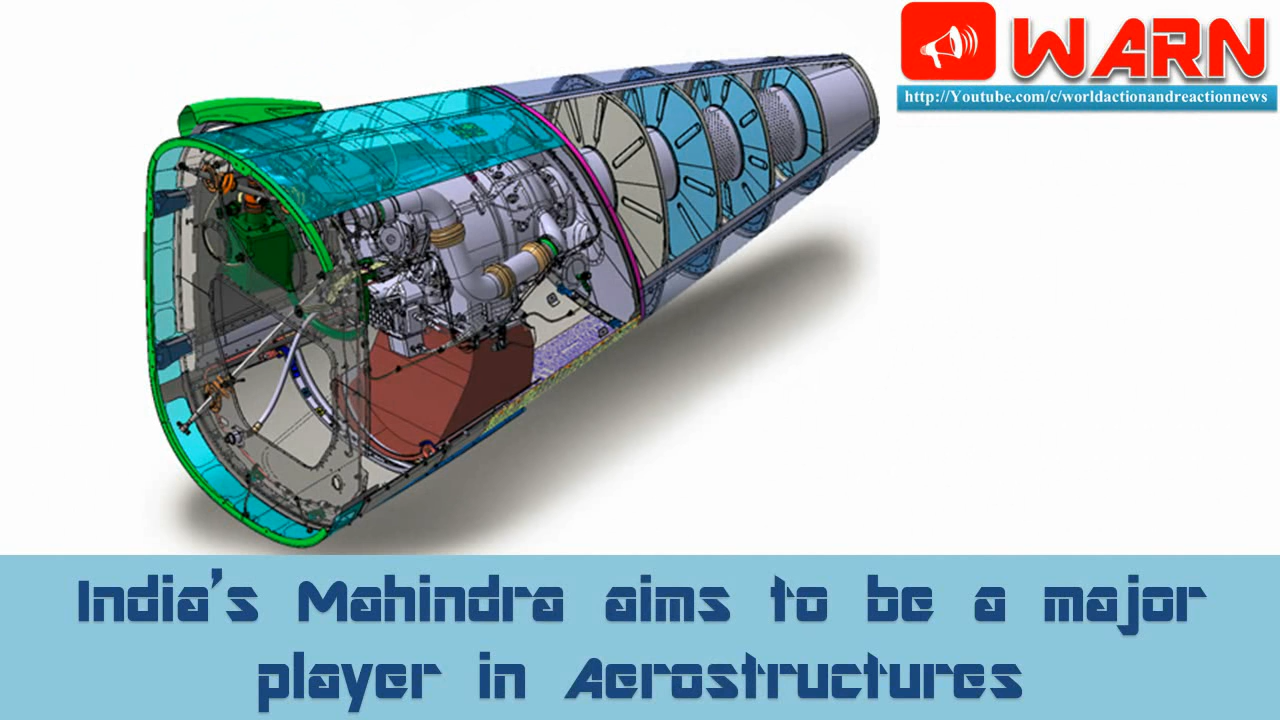 WARN
http://Youtube.com/c/worldactionandreactionnews
India's Mahindra aims to be a major
player in Aerostructures